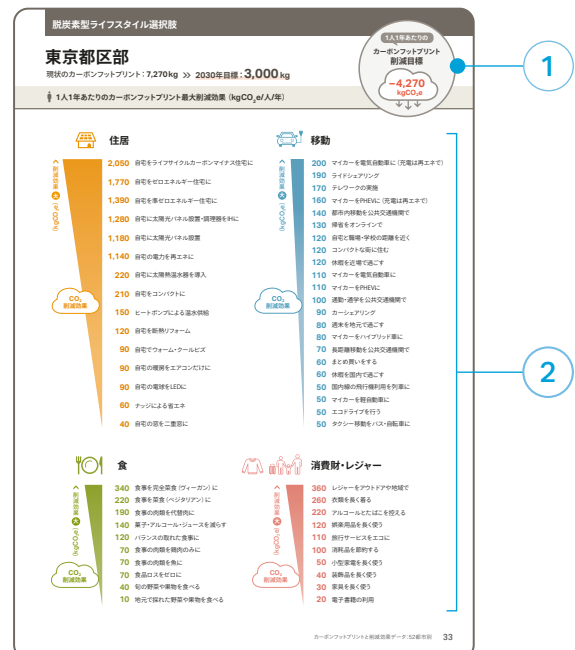 脱炭素型ライフスタイル選択肢
東京都区部
現状のカーボンフットプリント：7,270kg >> 2030年目標：3,000kg
1人1年あたりのカーボンフットプリント最大削減効果（kgCO₂e/人/年）
1人1年あたりの
カーボンフットプリント
削減目標
−4,270
kgCO₂e
1
住居
＜削減効果 大（kgCO₂e）
CO₂
削減効果
2,050 自宅をライフサイクルカーボンマイナス住宅に
1,770 自宅をゼロエネルギー住宅に
1,390 自宅を準ゼロエネルギー住宅に
1,280 自宅に太陽光パネル設置・調理器をIHに
1,180 自宅に太陽光パネル設置
1,140 自宅の電力を再エネに
220 自宅に太陽熱温水器を導入
210 自宅をコンパクトに
150 ヒートポンプによる温水供給
120 自宅を断熱リフォーム
90 自宅でウォーム・クールビズ
90 自宅の暖房をエアコンだけに
90 自宅の電球をLEDに
60 ナッジによる省エネ
40 自宅の窓を二重窓に
移動
＜削減効果 大（kgCO₂e）
CO₂
削減効果
200 マイカーを電気自動車に（充電は再エネで）
190 ライドシェアリング
170 テレワークの実施
160 マイカーをPHEVに（充電は再エネで）
140 都市内移動を公共交通機関で
130 帰省をオンラインで
120 自宅と職場・学校の距離を近く
120 コンパクトな街に住む
120 休暇を近場で過ごす
110 マイカーを電気自動車に
110 マイカーをPHEVに
100 通勤・通学を公共交通機関で
90 カーシェアリング
80 週末を地元で過ごす
80 マイカーをハイブリッド車に
70 長距離移動を公共交通機関で
60 まとめ買いをする
60 休暇を国内で過ごす
50 国内線の飛行機利用を列車に
50 マイカーを軽自動車に
50 エコドライブを行う
50 タクシー移動をバス・自転車に
2
食
＜削減効果 大（kgCO₂e）
CO₂
削減効果
340 食事を完全菜食（ヴィーガン）に
220 食事を菜食（ベジタリアン）に
190 食事の肉類を代替肉に
140 菓子・アルコール・ジュースを減らす
120 バランスの取れた食事に
70 食事の肉類を鶏肉のみに
70 食事の肉類を魚に
70 食品ロスをゼロに
40 旬の野菜や果物を食べる
10 地元で採れた野菜や果物を食べる
消費財・レジャー
＜削減効果 大（kgCO₂e）
CO₂
削減効果
360 レジャーをアウトドアや地域で
260 衣類を長く着る
220 アルコールとたばこを控える
120 娯楽用品を長く使う
110 旅行サービスをエコに
100 消耗品を節約する
50 小型家電を長く使う
40 装飾品を長く使う
30 家具を長く使う
20 電子書籍の利用
カーボンフットプリントと削減効果データ：52都市別 33